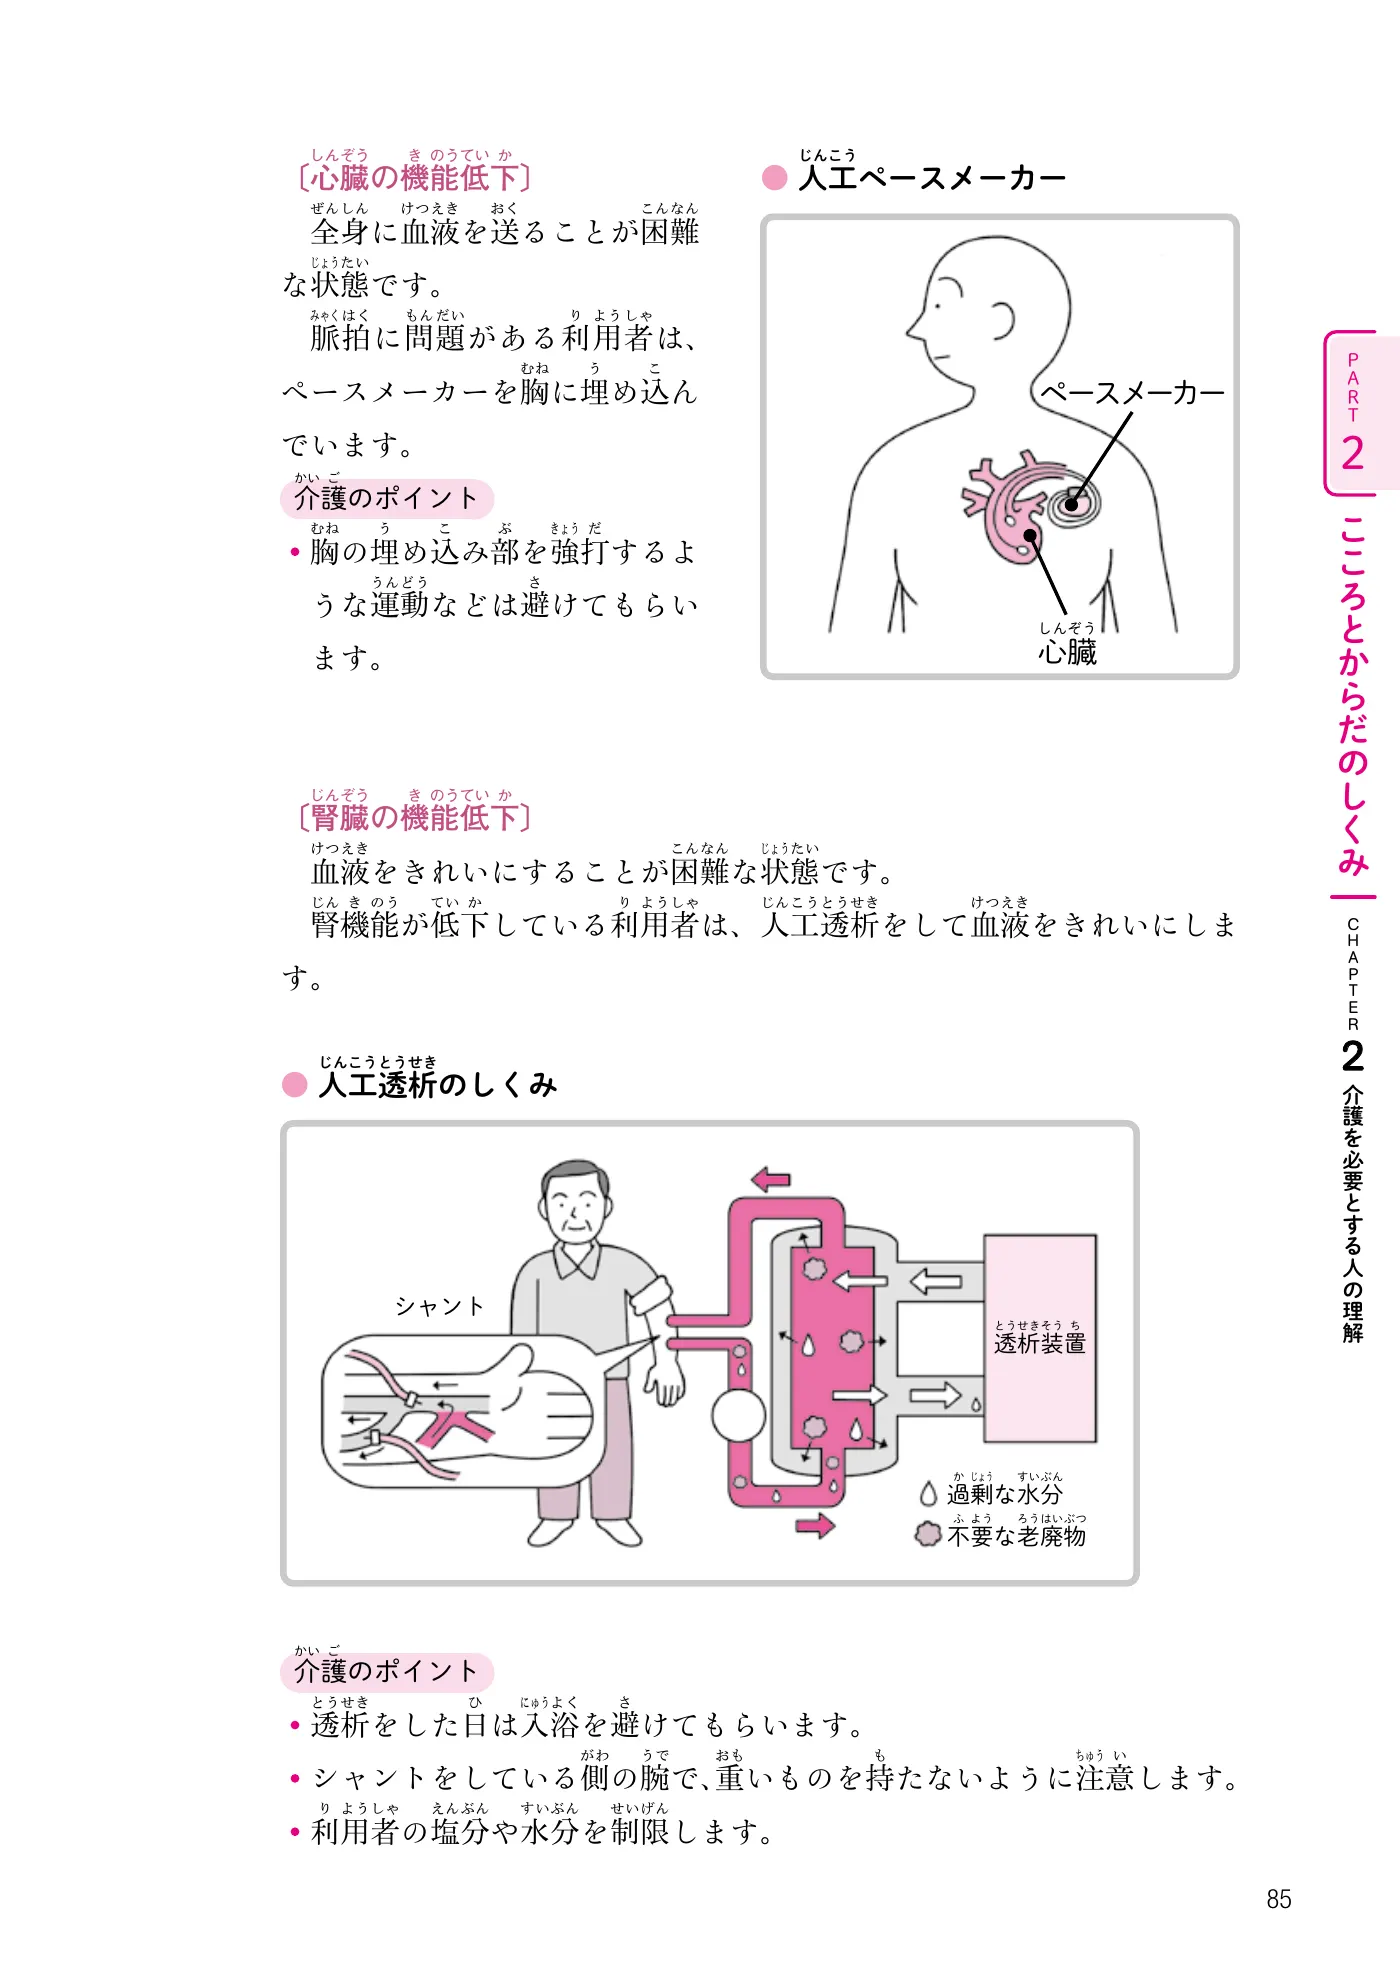 〔心臓の機能低下〕
全身に血液を送ることが困難
な状態です。
脈拍に問題がある利用者は、
ペースメーカーを胸に埋め込ん
でいます。
介護のポイント
・胸の埋め込み部を強打するよ
うな運動などは避けてもらい
ます。
● 人工ペースメーカー
ペースメーカー
心臓
〔腎臓の機能低下〕
血液をきれいにすることが困難な状態です。
腎機能が低下している利用者は、人工透析をして血液をきれいにしま
す。
● 人工透析のしくみ
シャント
透析装置
過剰な水分
不要な老廃物
介護のポイント
・透析をした日は入浴を避けてもらいます。
・シャントをしている側の腕で、重いものを持たないように注意します。
・利用者の塩分や水分を制限します。
PART
2
こころとからだのしくみ
CHAPTER
2
介護を必要とする人の理解
85